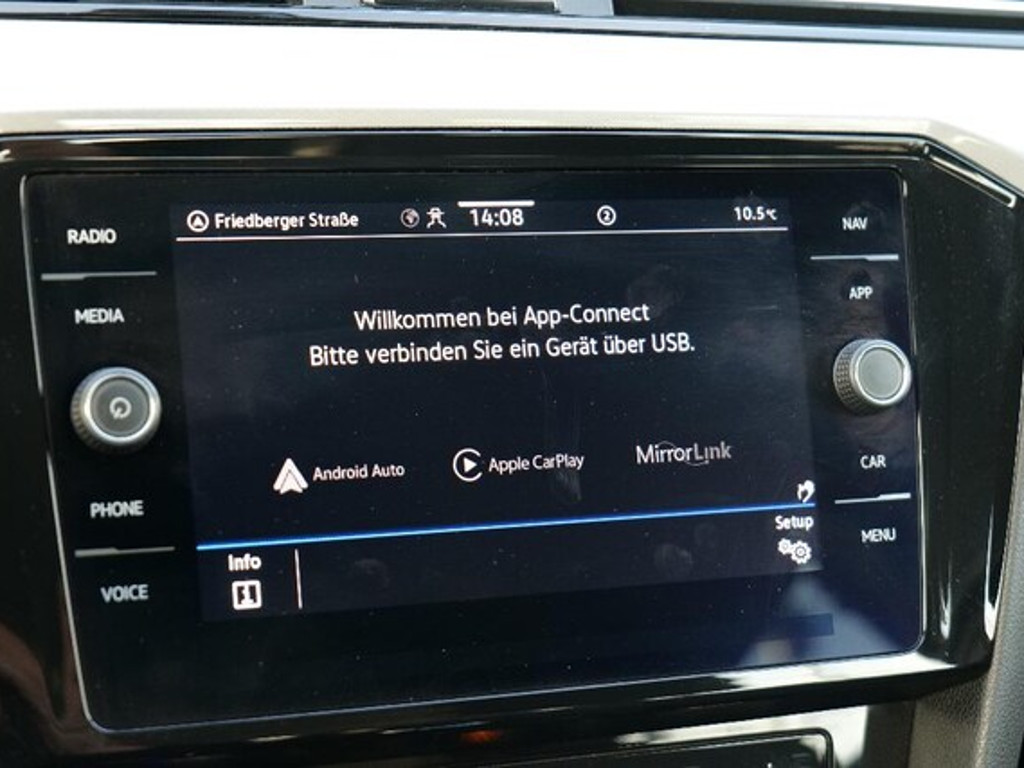 RADIO
MEDIA
PHONE
VOICE
Friedberger Straße 14:08 2 10.5°C
Willkommen bei App-Connect
Bitte verbinden Sie ein Gerät über USB.
Android Auto Apple CarPlay MirrorLink
Info
Setup
NAV
APP
CAR
MENU